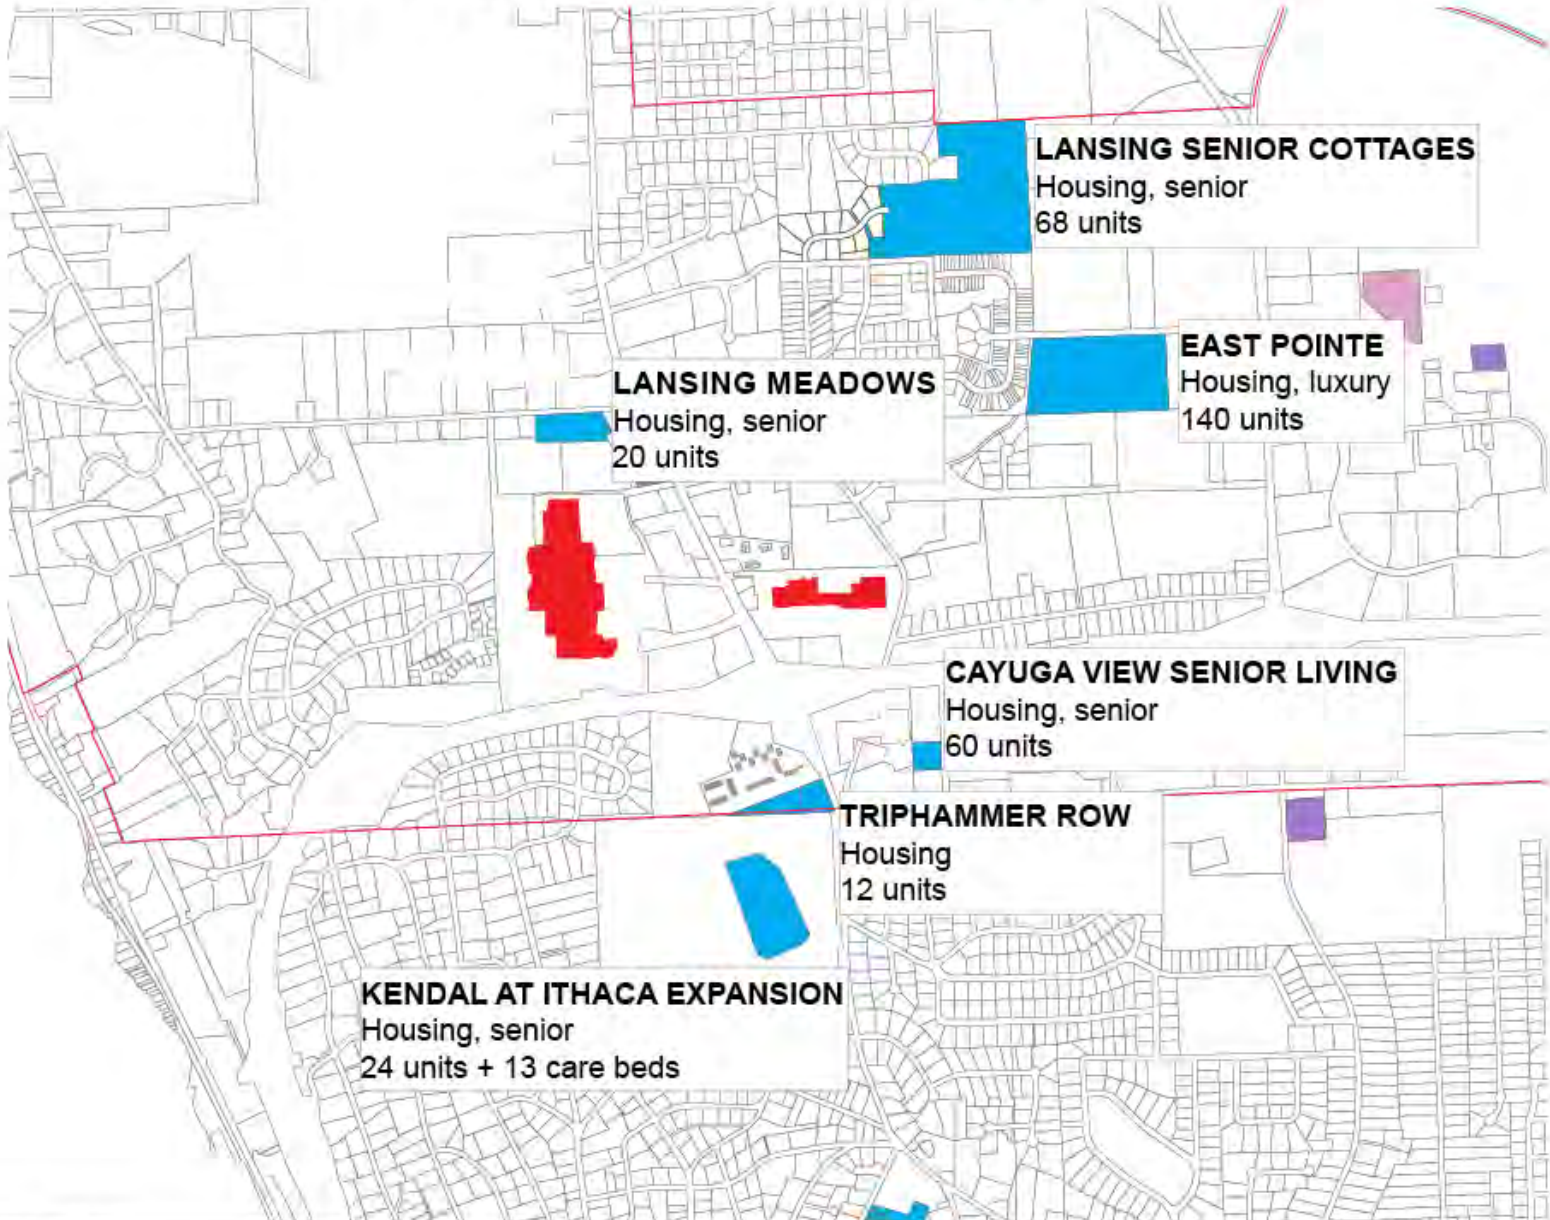 LANSING SENIOR COTTAGES
Housing, senior
68 units
EAST POINTE
Housing, luxury
140 units
LANSING MEADOWS
Housing, senior
20 units
CAYUGA VIEW SENIOR LIVING
Housing, senior
60 units
TRIPHAMMER ROW
Housing
12 units
KENDAL AT ITHACA EXPANSION
Housing, senior
24 units + 13 care beds